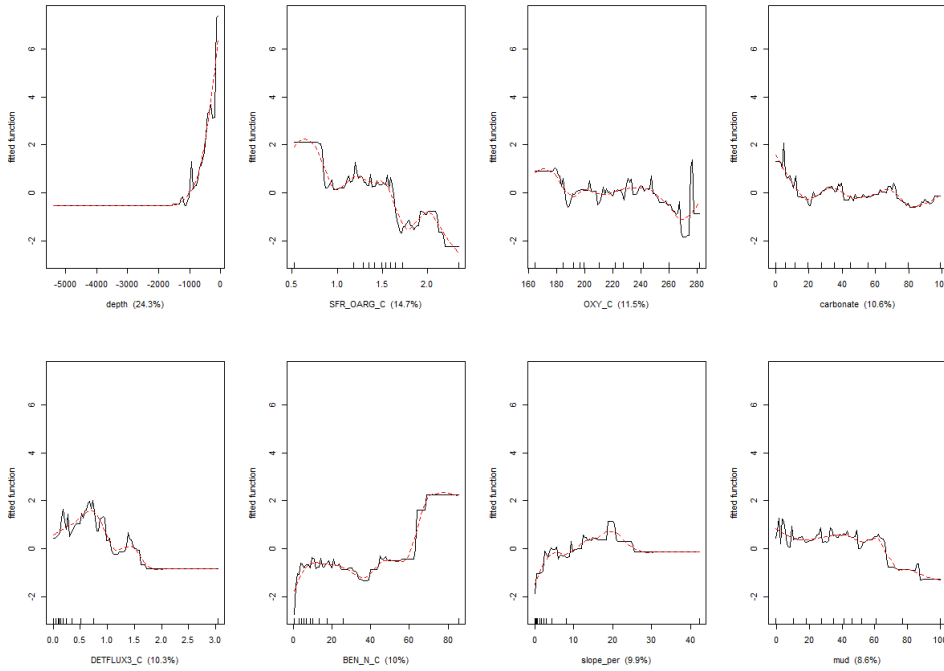 fitted function
-2 0 2 4 6
-5000 -4000 -3000 -2000 -1000 0
depth (24.3%)
fitted function
-2 0 2 4 6
0.5 1.0 1.5 2.0
SFR_OARG_C (14.7%)
fitted function
-2 0 2 4 6
160 180 200 220 240 260 280
OXY_C (11.5%)
fitted function
-2 0 2 4 6
0 20 40 60 80 100
carbonate (10.6%)
fitted function
-2 0 2 4 6
0.0 0.5 1.0 1.5 2.0 2.5 3.0
DETFLUX3_C (10.3%)
fitted function
-2 0 2 4 6
0 20 40 60 80
BEN_N_C (10%)
fitted function
-2 0 2 4 6
0 10 20 30 40
slope_per (9.9%)
fitted function
-2 0 2 4 6
0 20 40 60 80 100
mud (8.6%)